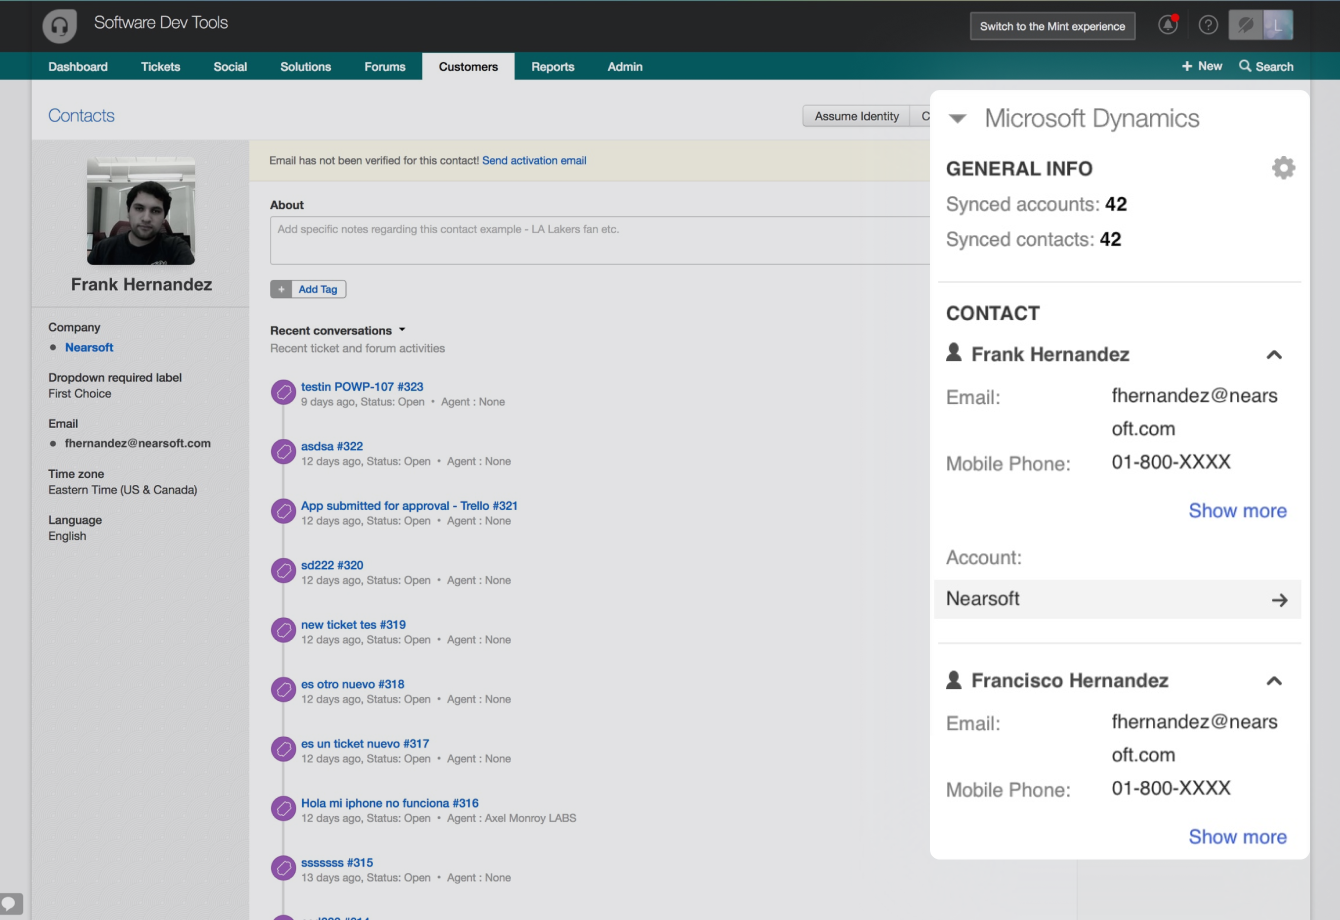 Software Dev Tools
Switch to the Mint experience
L
Dashboard Tickets Social Solutions Forums Customers Reports Admin
+ New Search
Contacts
Assume Identity
Frank Hernandez
Company
Nearsoft
Dropdown required label
First Choice
Email
fhernandez@nearsoft.com
Time zone
Eastern Time (US & Canada)
Language
English
Email has not been verified for this contact! Send activation email
About
Add specific notes regarding this contact example - LA Lakers fan etc.
+ Add Tag
Recent conversations
Recent ticket and forum activities
testin POWP-107 #323
9 days ago, Status: Open • Agent : None
asdsa #322
12 days ago, Status: Open • Agent : None
App submitted for approval - Trello #321
12 days ago, Status: Open • Agent : None
sd222 #320
12 days ago, Status: Open • Agent : None
new ticket tes #319
12 days ago, Status: Open • Agent : None
es otro nuevo #318
12 days ago, Status: Open • Agent : None
es un ticket nuevo #317
12 days ago, Status: Open • Agent : None
Hola mi iphone no funciona #316
12 days ago, Status: Open • Agent : Axel Monroy LABS
sssssss #315
13 days ago, Status: Open • Agent : None
Microsoft Dynamics
GENERAL INFO
Synced accounts: 42
Synced contacts: 42
CONTACT
Frank Hernandez
Email: fhernandez@nears
oft.com
Mobile Phone: 01-800-XXXX
Show more
Account:
Nearsoft
Francisco Hernandez
Email: fhernandez@nears
oft.com
Mobile Phone: 01-800-XXXX
Show more